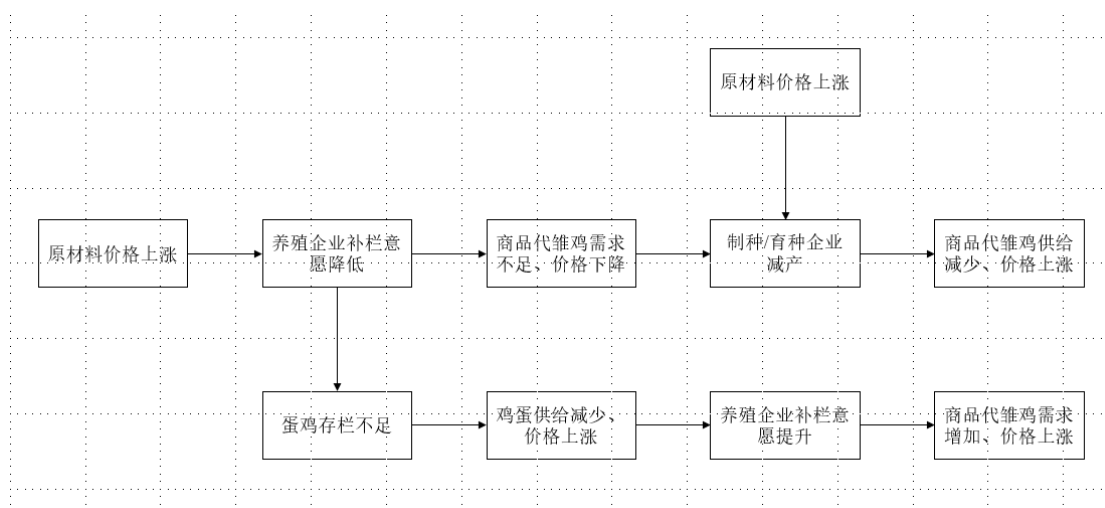 原材料价格上涨
原材料价格上涨
养殖企业补栏意
愿降低
商品代雏鸡需求
不足、价格下降
制种/育种企业
减产
商品代雏鸡供给
减少、价格上涨
蛋鸡存栏不足
鸡蛋供给减少、
价格上涨
养殖企业补栏意
愿提升
商品代雏鸡需求
增加、价格上涨